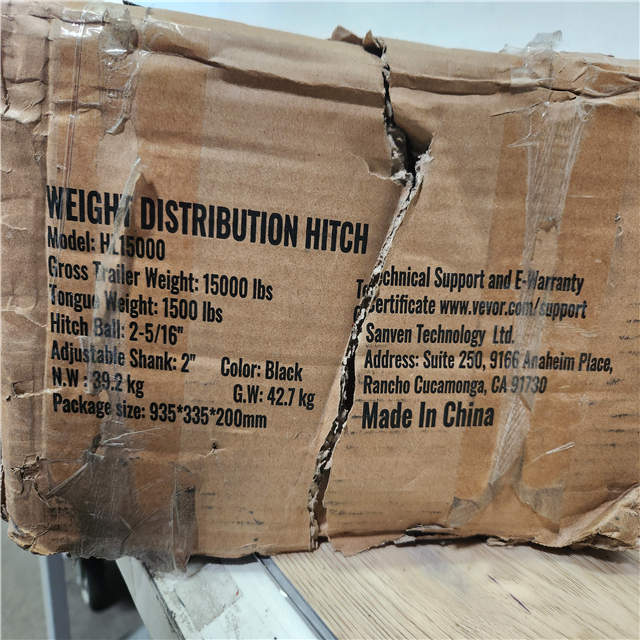 WEIGHT DISTRIBUTION HITCH
Model: HL15000
Gross Trailer Weight: 15000 lbs
Tongue Weight: 1500 lbs
Hitch Ball: 2-5/16"
Adjustable Shank: 2" Color: Black
N.W : 39.2 kg G.W: 42.7 kg
Package size: 935*335*200mm
Technical Support and E-Warranty
Certificate www.vevor.com/support
Sanven Technology Ltd.
Address: Suite 250, 9166 Anaheim Place,
Rancho Cucamonga, CA 91730
Made In China